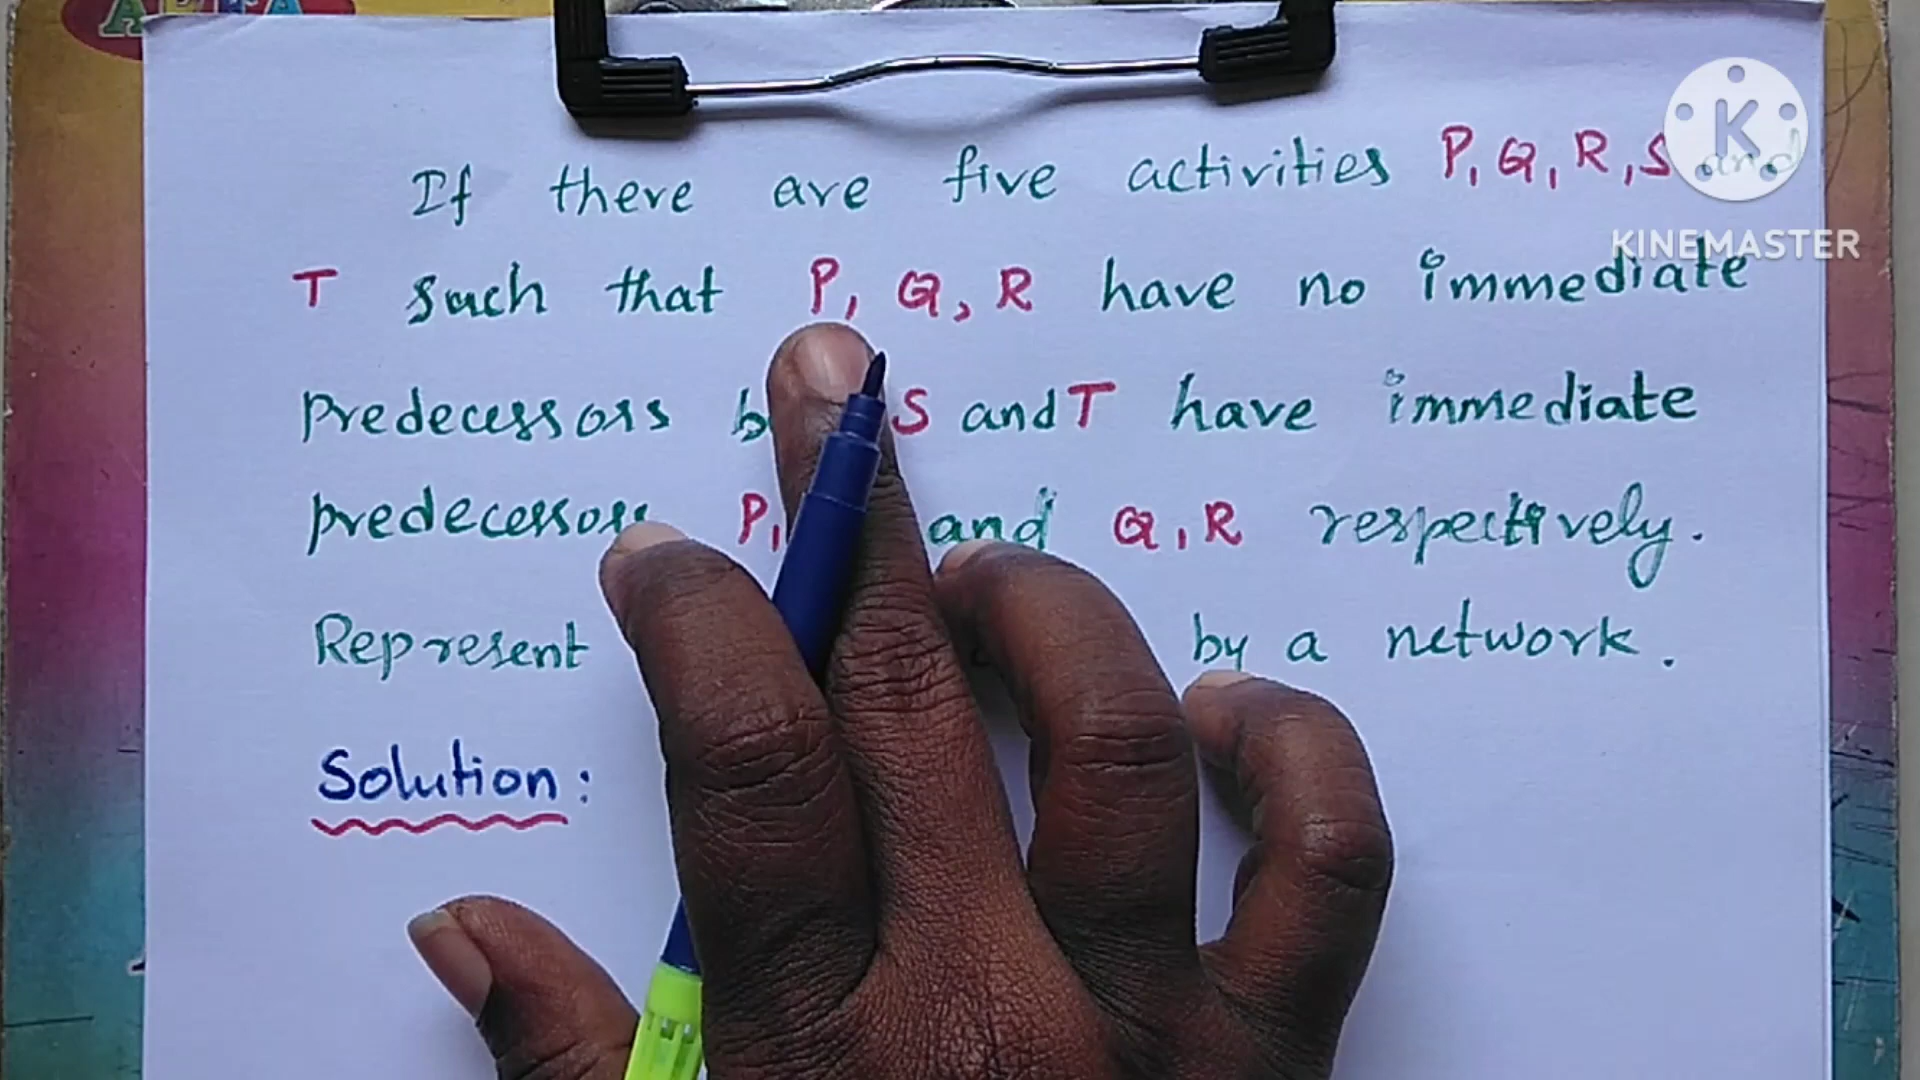 If there are five activities P, Q, R, S and
KINEMASTER
T such that P, Q, R have no immediate
predecessors S and T have immediate
predecessors P, and Q, R respectively.
Represent by a network.
Solution: